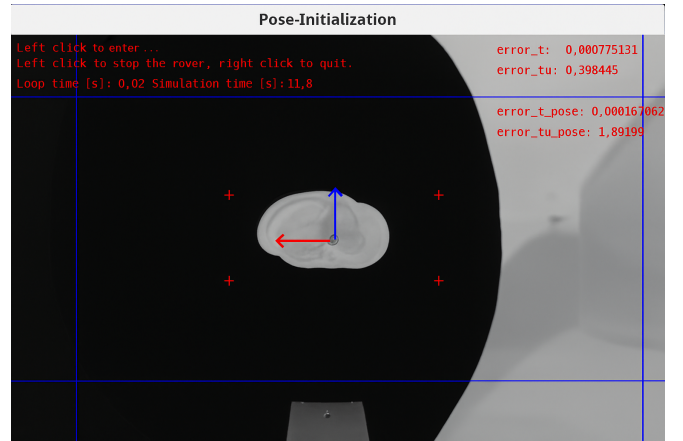 Pose-Initialization
Left click to enter ...
Left click to stop the rover, right click to quit.
Loop time [s]: 0,02 Simulation time [s]: 11,8
error_t: 0,000775131
error_tu: 0,398445
error_t_pose: 0,000167062
error_tu_pose: 1,89199